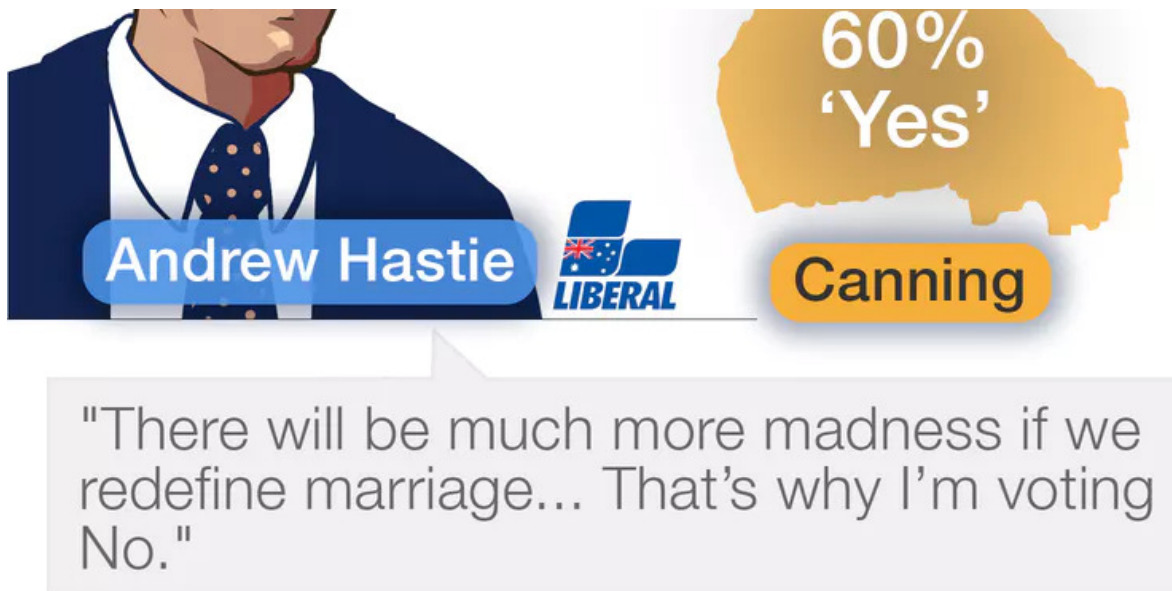 60%
‘Yes’
Andrew Hastie
LIBERAL
Canning
"There will be much more madness if we
redefine marriage... That’s why I’m voting
No."